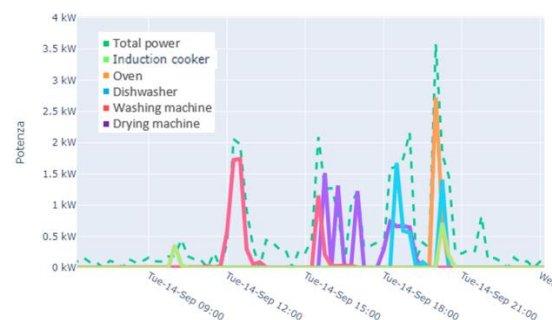 4 kW
3.5 kW
3 kW
2.5 kW
2 kW
1.5 kW
1 kW
0.5 kW
0 kW
Potenza
Total power
Induction cooker
Oven
Dishwasher
Washing machine
Drying machine
Tue-14-Sep 09:00
Tue-14-Sep 12:00
Tue-14-Sep 15:00
Tue-14-Sep 18:00
Tue-14-Sep 21:00